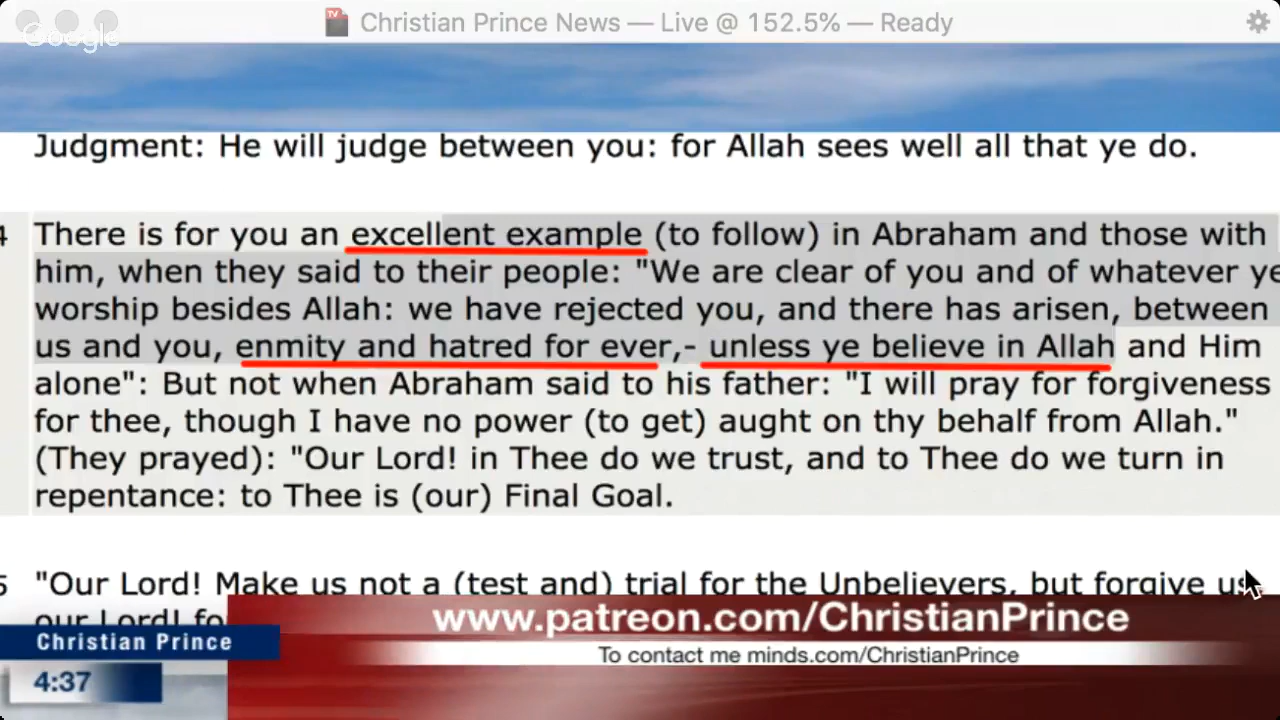 Christian Prince News — Live @ 152.5% — Ready
Google
TV
Judgment: He will judge between you: for Allah sees well all that ye do.
4 There is for you an excellent example (to follow) in Abraham and those with
him, when they said to their people: "We are clear of you and of whatever ye
worship besides Allah: we have rejected you, and there has arisen, between
us and you, enmity and hatred for ever,- unless ye believe in Allah and Him
alone": But not when Abraham said to his father: "I will pray for forgiveness
for thee, though I have no power (to get) aught on thy behalf from Allah."
(They prayed): "Our Lord! in Thee do we trust, and to Thee do we turn in
repentance: to Thee is (our) Final Goal.
5 "Our Lord! Make us not a (test and) trial for the Unbelievers, but forgive us,
our Lord!
www.patreon.com/ChristianPrince
Christian Prince
To contact me minds.com/ChristianPrince
4:37